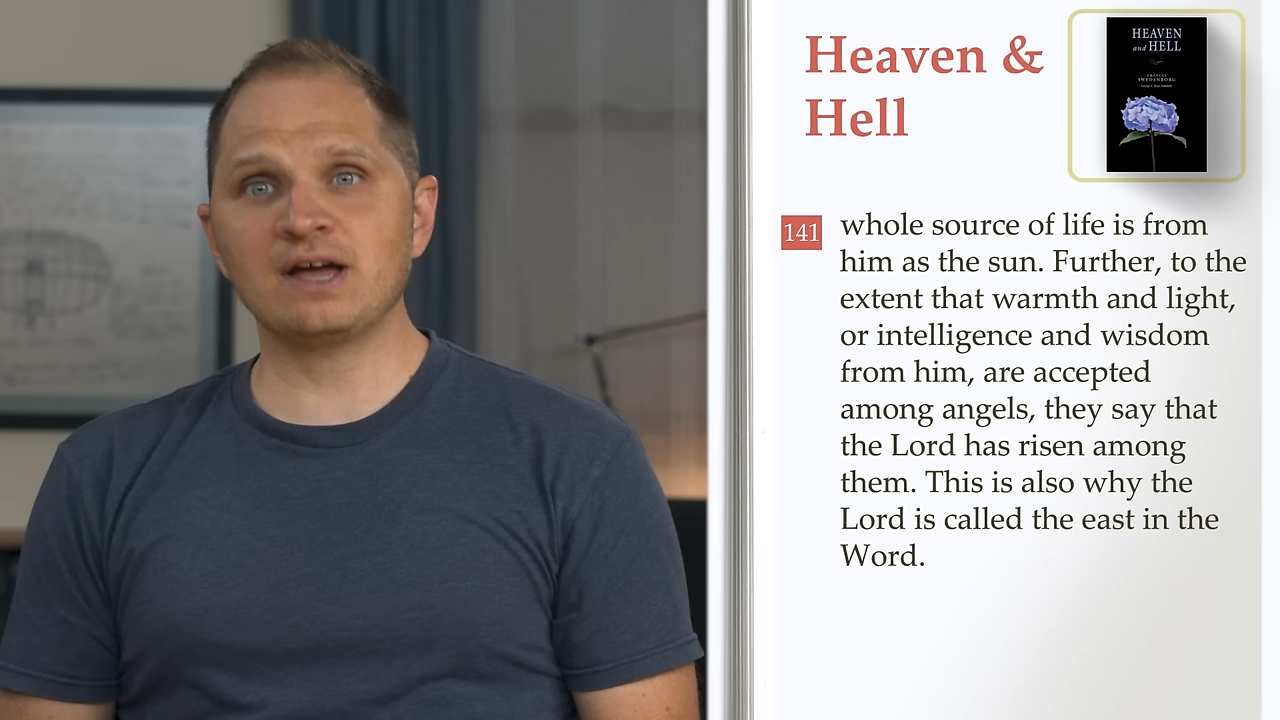 Heaven &
Hell
HEAVEN
and HELL
EMANUEL
SWEDENBORG
141
whole source of life is from
him as the sun. Further, to the
extent that warmth and light,
or intelligence and wisdom
from him, are accepted
among angels, they say that
the Lord has risen among
them. This is also why the
Lord is called the east in the
Word.